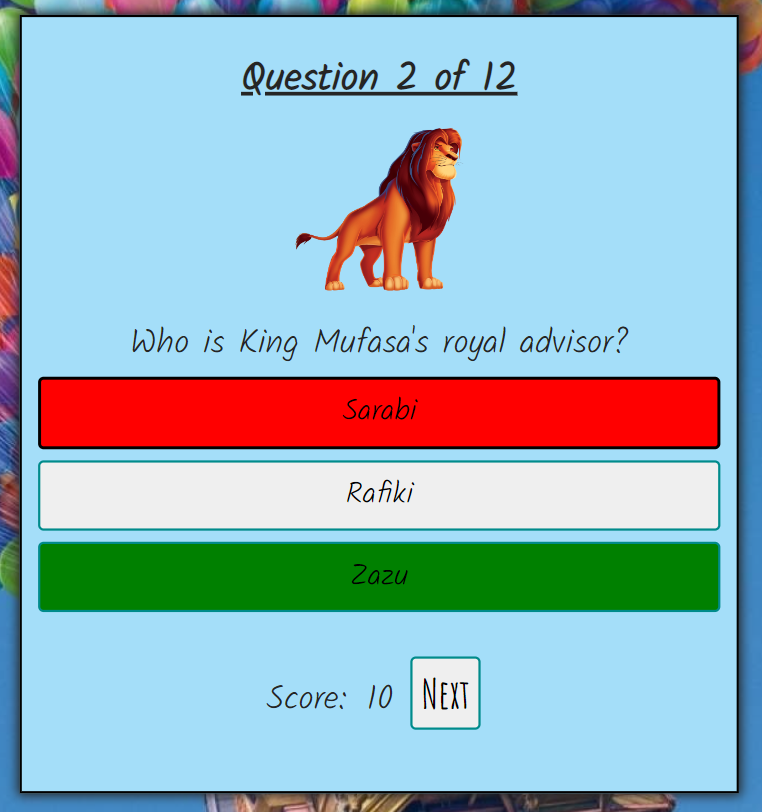 Question 2 of 12
Who is King Mufasa's royal advisor?
Sarabi
Rafiki
Zazu
Score: 10 Next